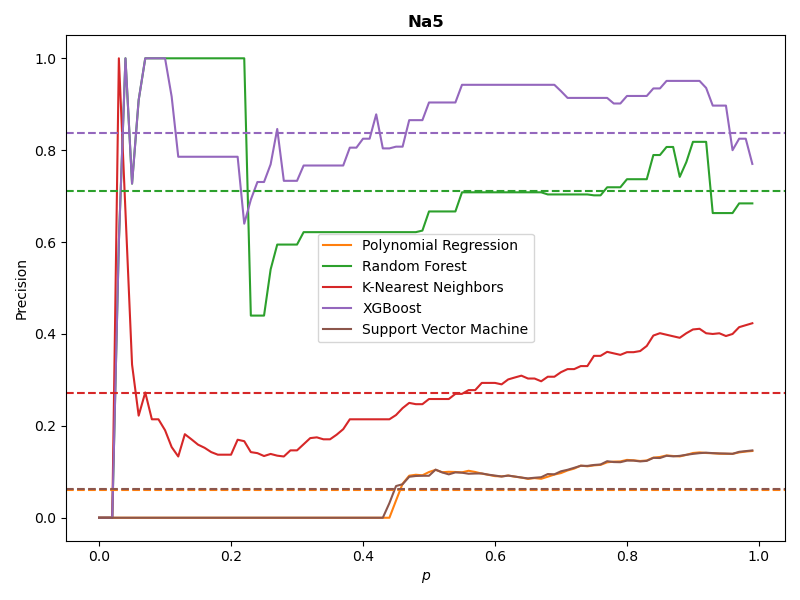 Na5
1.0
0.8
0.6
0.4
0.2
0.0
Precision
Polynomial Regression
Random Forest
K-Nearest Neighbors
XGBoost
Support Vector Machine
0.0 0.2 0.4 0.6 0.8 1.0
p